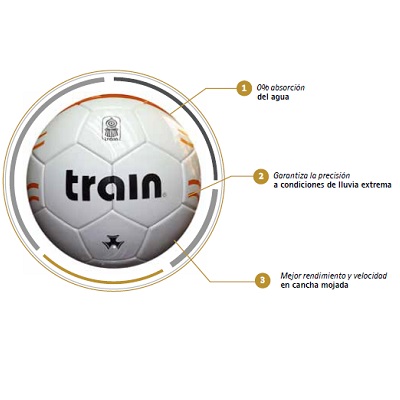 1
0% absorción
del agua
train
2
Garantiza la precisión
a condiciones de lluvia extrema
3
Mejor rendimiento y velocidad
en cancha mojada